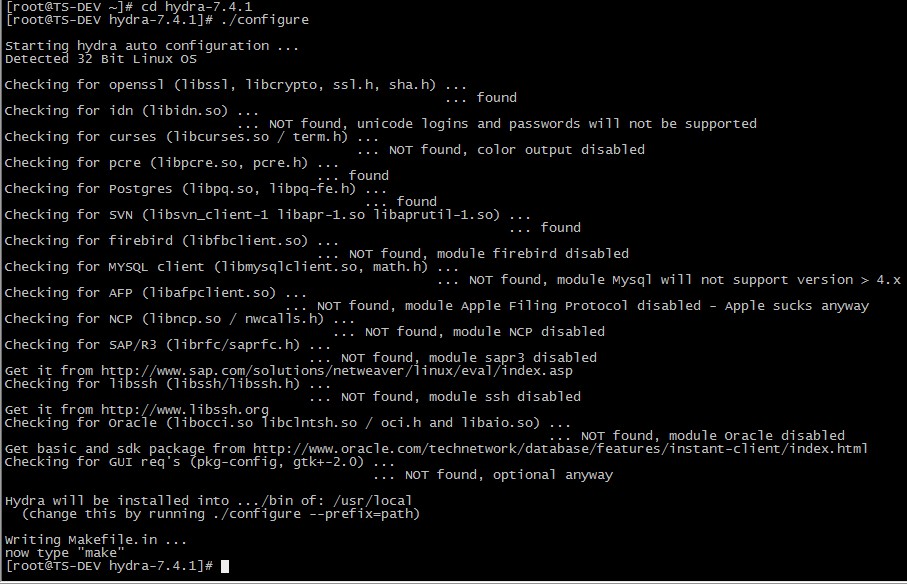 [root@TS-DEV ~]# cd hydra-7.4.1
[root@TS-DEV hydra-7.4.1]# ./configure
Starting hydra auto configuration ...
Detected 32 Bit Linux OS
Checking for openssl (libssl, libcrypto, ssl.h, sha.h) ...
... found
Checking for idn (libidn.so) ...
... NOT found, unicode logins and passwords will not be supported
Checking for curses (libcurses.so / term.h) ...
... NOT found, color output disabled
Checking for pcre (libpcre.so, pcre.h) ...
... found
Checking for Postgres (libpq.so, libpq-fe.h) ...
... found
Checking for SVN (libsvn_client-1 libapr-1.so libaprutil-1.so) ...
... found
Checking for firebird (libfbclient.so) ...
... NOT found, module firebird disabled
Checking for MYSQL client (libmysqlclient.so, math.h) ...
... NOT found, module Mysql will not support version > 4.x
Checking for AFP (libafpclient.so) ...
... NOT found, module Apple Filing Protocol disabled - Apple sucks anyway
Checking for NCP (libncp.so / nwcalls.h) ...
... NOT found, module NCP disabled
Checking for SAP/R3 (librfc/saprfc.h) ...
... NOT found, module sapr3 disabled
Get it from http://www.sap.com/solutions/netweaver/linux/eval/index.asp
Checking for libssh (libssh/libssh.h) ...
... NOT found, module ssh disabled
Get it from http://www.libssh.org
Checking for Oracle (libocci.so libclntsh.so / oci.h and libaio.so) ...
... NOT found, module Oracle disabled
Get basic and sdk package from http://www.oracle.com/technetwork/database/features/instant-client/index.html
Checking for GUI req's (pkg-config, gtk+-2.0) ...
... NOT found, optional anyway
Hydra will be installed into .../bin of: /usr/local
(change this by running ./configure --prefix=path)
Writing Makefile.in ...
now type "make"
[root@TS-DEV hydra-7.4.1]#